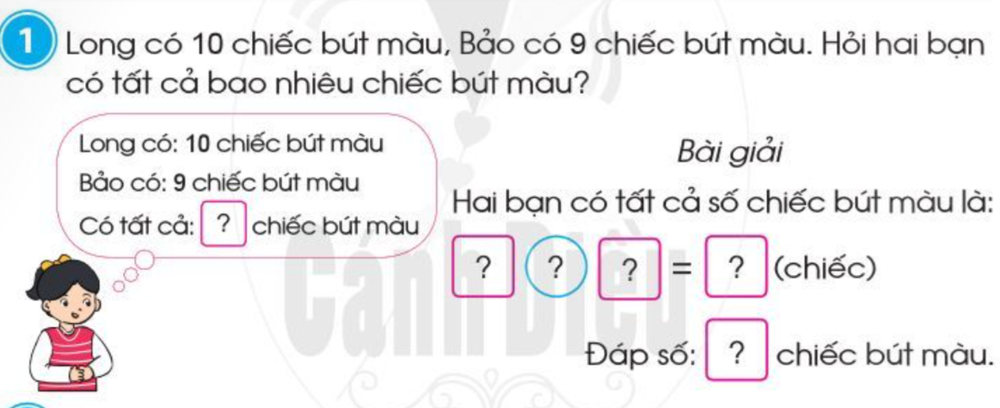 1 Long có 10 chiếc bút màu, Bảo có 9 chiếc bút màu. Hỏi hai bạn
có tất cả bao nhiêu chiếc bút màu?
Long có: 10 chiếc bút màu
Bảo có: 9 chiếc bút màu
Có tất cả: ? chiếc bút màu
Bài giải
Hai bạn có tất cả số chiếc bút màu là:
? ? ? = ? (chiếc)
Đáp số: ? chiếc bút màu.
Cánh Diều